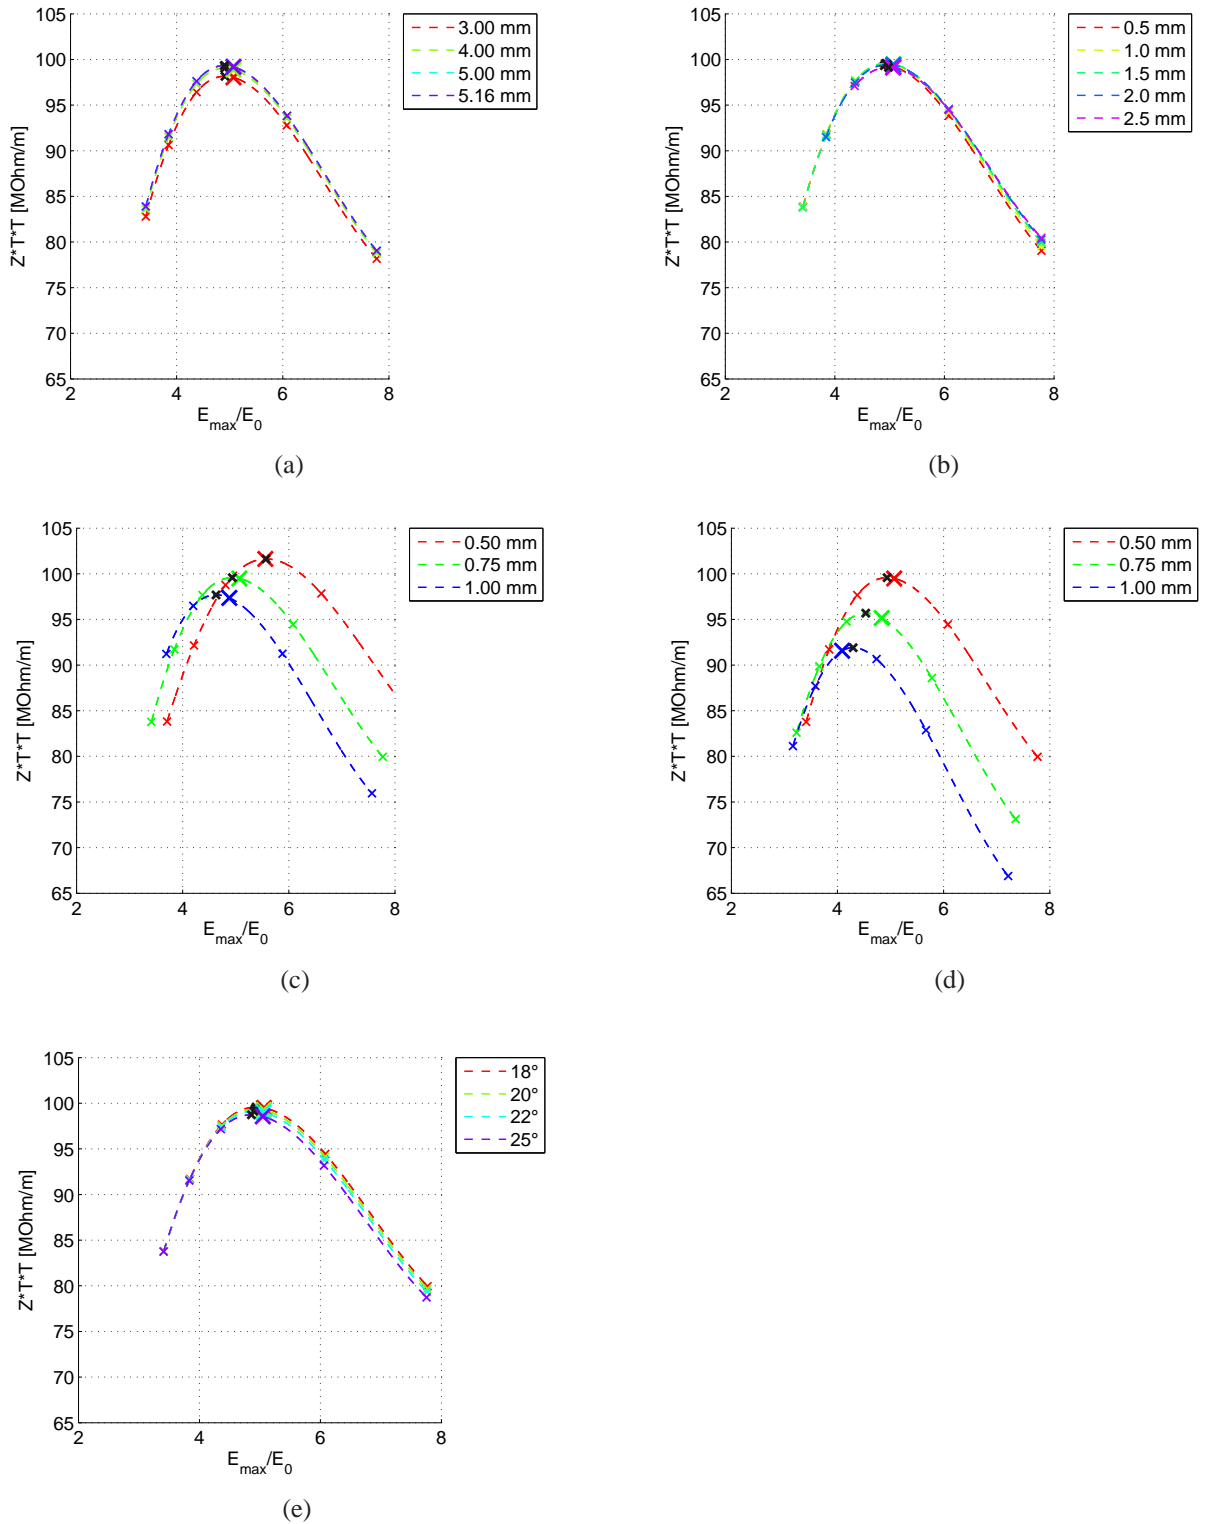 105
100
95
90
85
80
75
70
65
2 4 6 8
Z*T*T [MOhm/m]
E_max/E_0
3.00 mm
4.00 mm
5.00 mm
5.16 mm
(a)
105
100
95
90
85
80
75
70
65
2 4 6 8
Z*T*T [MOhm/m]
E_max/E_0
0.5 mm
1.0 mm
1.5 mm
2.0 mm
2.5 mm
(b)
105
100
95
90
85
80
75
70
65
2 4 6 8
Z*T*T [MOhm/m]
E_max/E_0
0.50 mm
0.75 mm
1.00 mm
(c)
105
100
95
90
85
80
75
70
65
2 4 6 8
Z*T*T [MOhm/m]
E_max/E_0
0.50 mm
0.75 mm
1.00 mm
(d)
105
100
95
90
85
80
75
70
65
2 4 6 8
Z*T*T [MOhm/m]
E_max/E_0
18°
20°
22°
25°
(e)